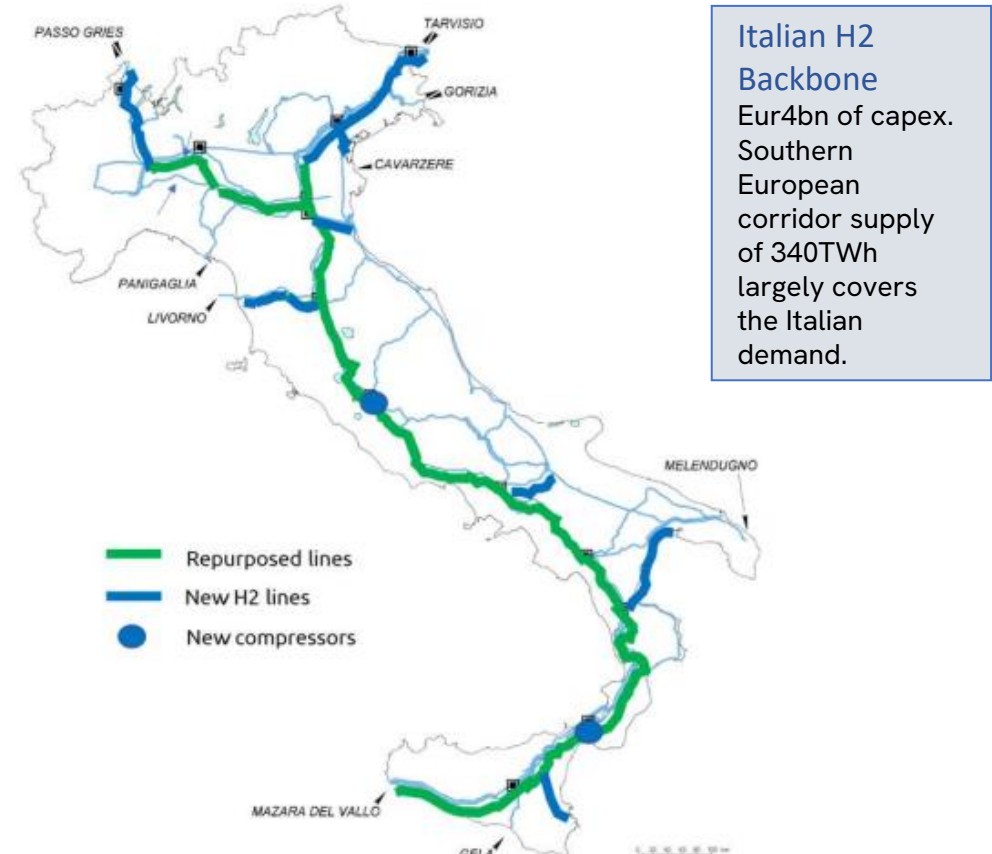 PASSO GRIES
TARVISIO
GORIZIA
CAVARZERE
PANIGAGLIA
LIVORNO
MELENDUGNO
Repurposed lines
New H2 lines
New compressors
MAZARA DEL VALLO
GELA
Italian H2
Backbone
Eur4bn of capex.
Southern
European
corridor supply
of 340TWh
largely covers
the Italian
demand.